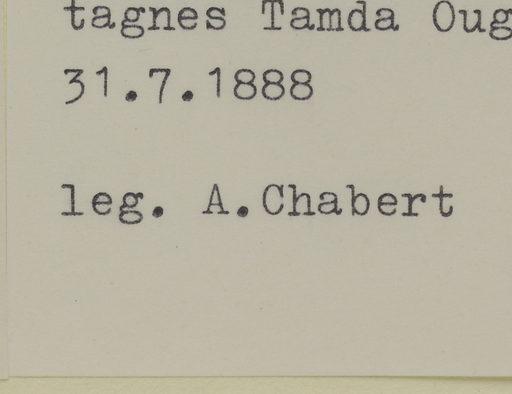 tagnes Tamda Oug
31.7.1888
leg. A.Chabert